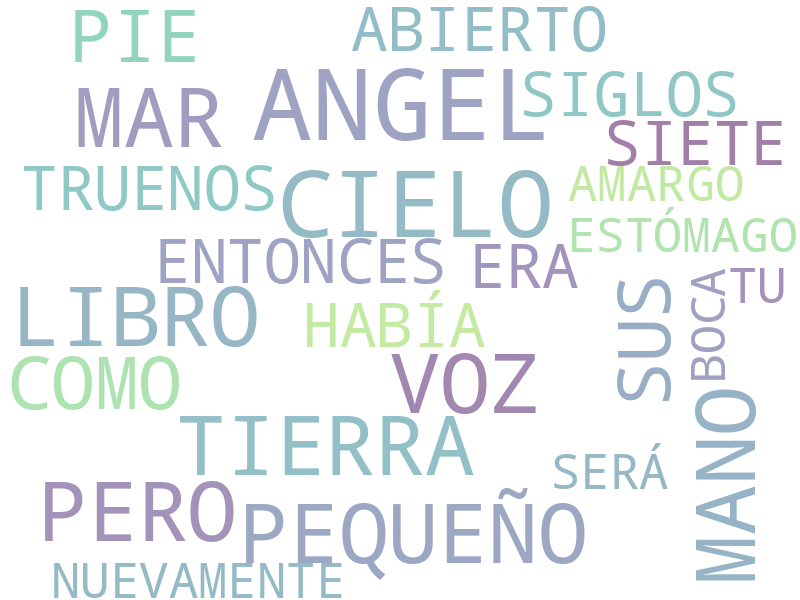 PIE
ABIERTO
MAR
ANGEL
SIGLOS
SIETE
TRUENOS
CIELO
AMARGO
ESTÓMAGO
ENTONCES
ERA
TU
BOCA
SUS
LIBRO
HABÍA
COMO
VOZ
MANO
TIERRA
SERÁ
PERO
PEQUEÑO
NUEVAMENTE